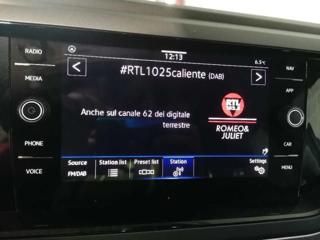 RADIO
MEDIA
PHONE
VOICE
12:13
6.5°C
#RTL1025caliente (DAB)
Anche sul canale 62 del digitale
terrestre
RTL
102.5
ROMEO&
JULIET
Source
FM/DAB
Station list
Preset list
Station
Settings
NAV
APP
CAR
MENU